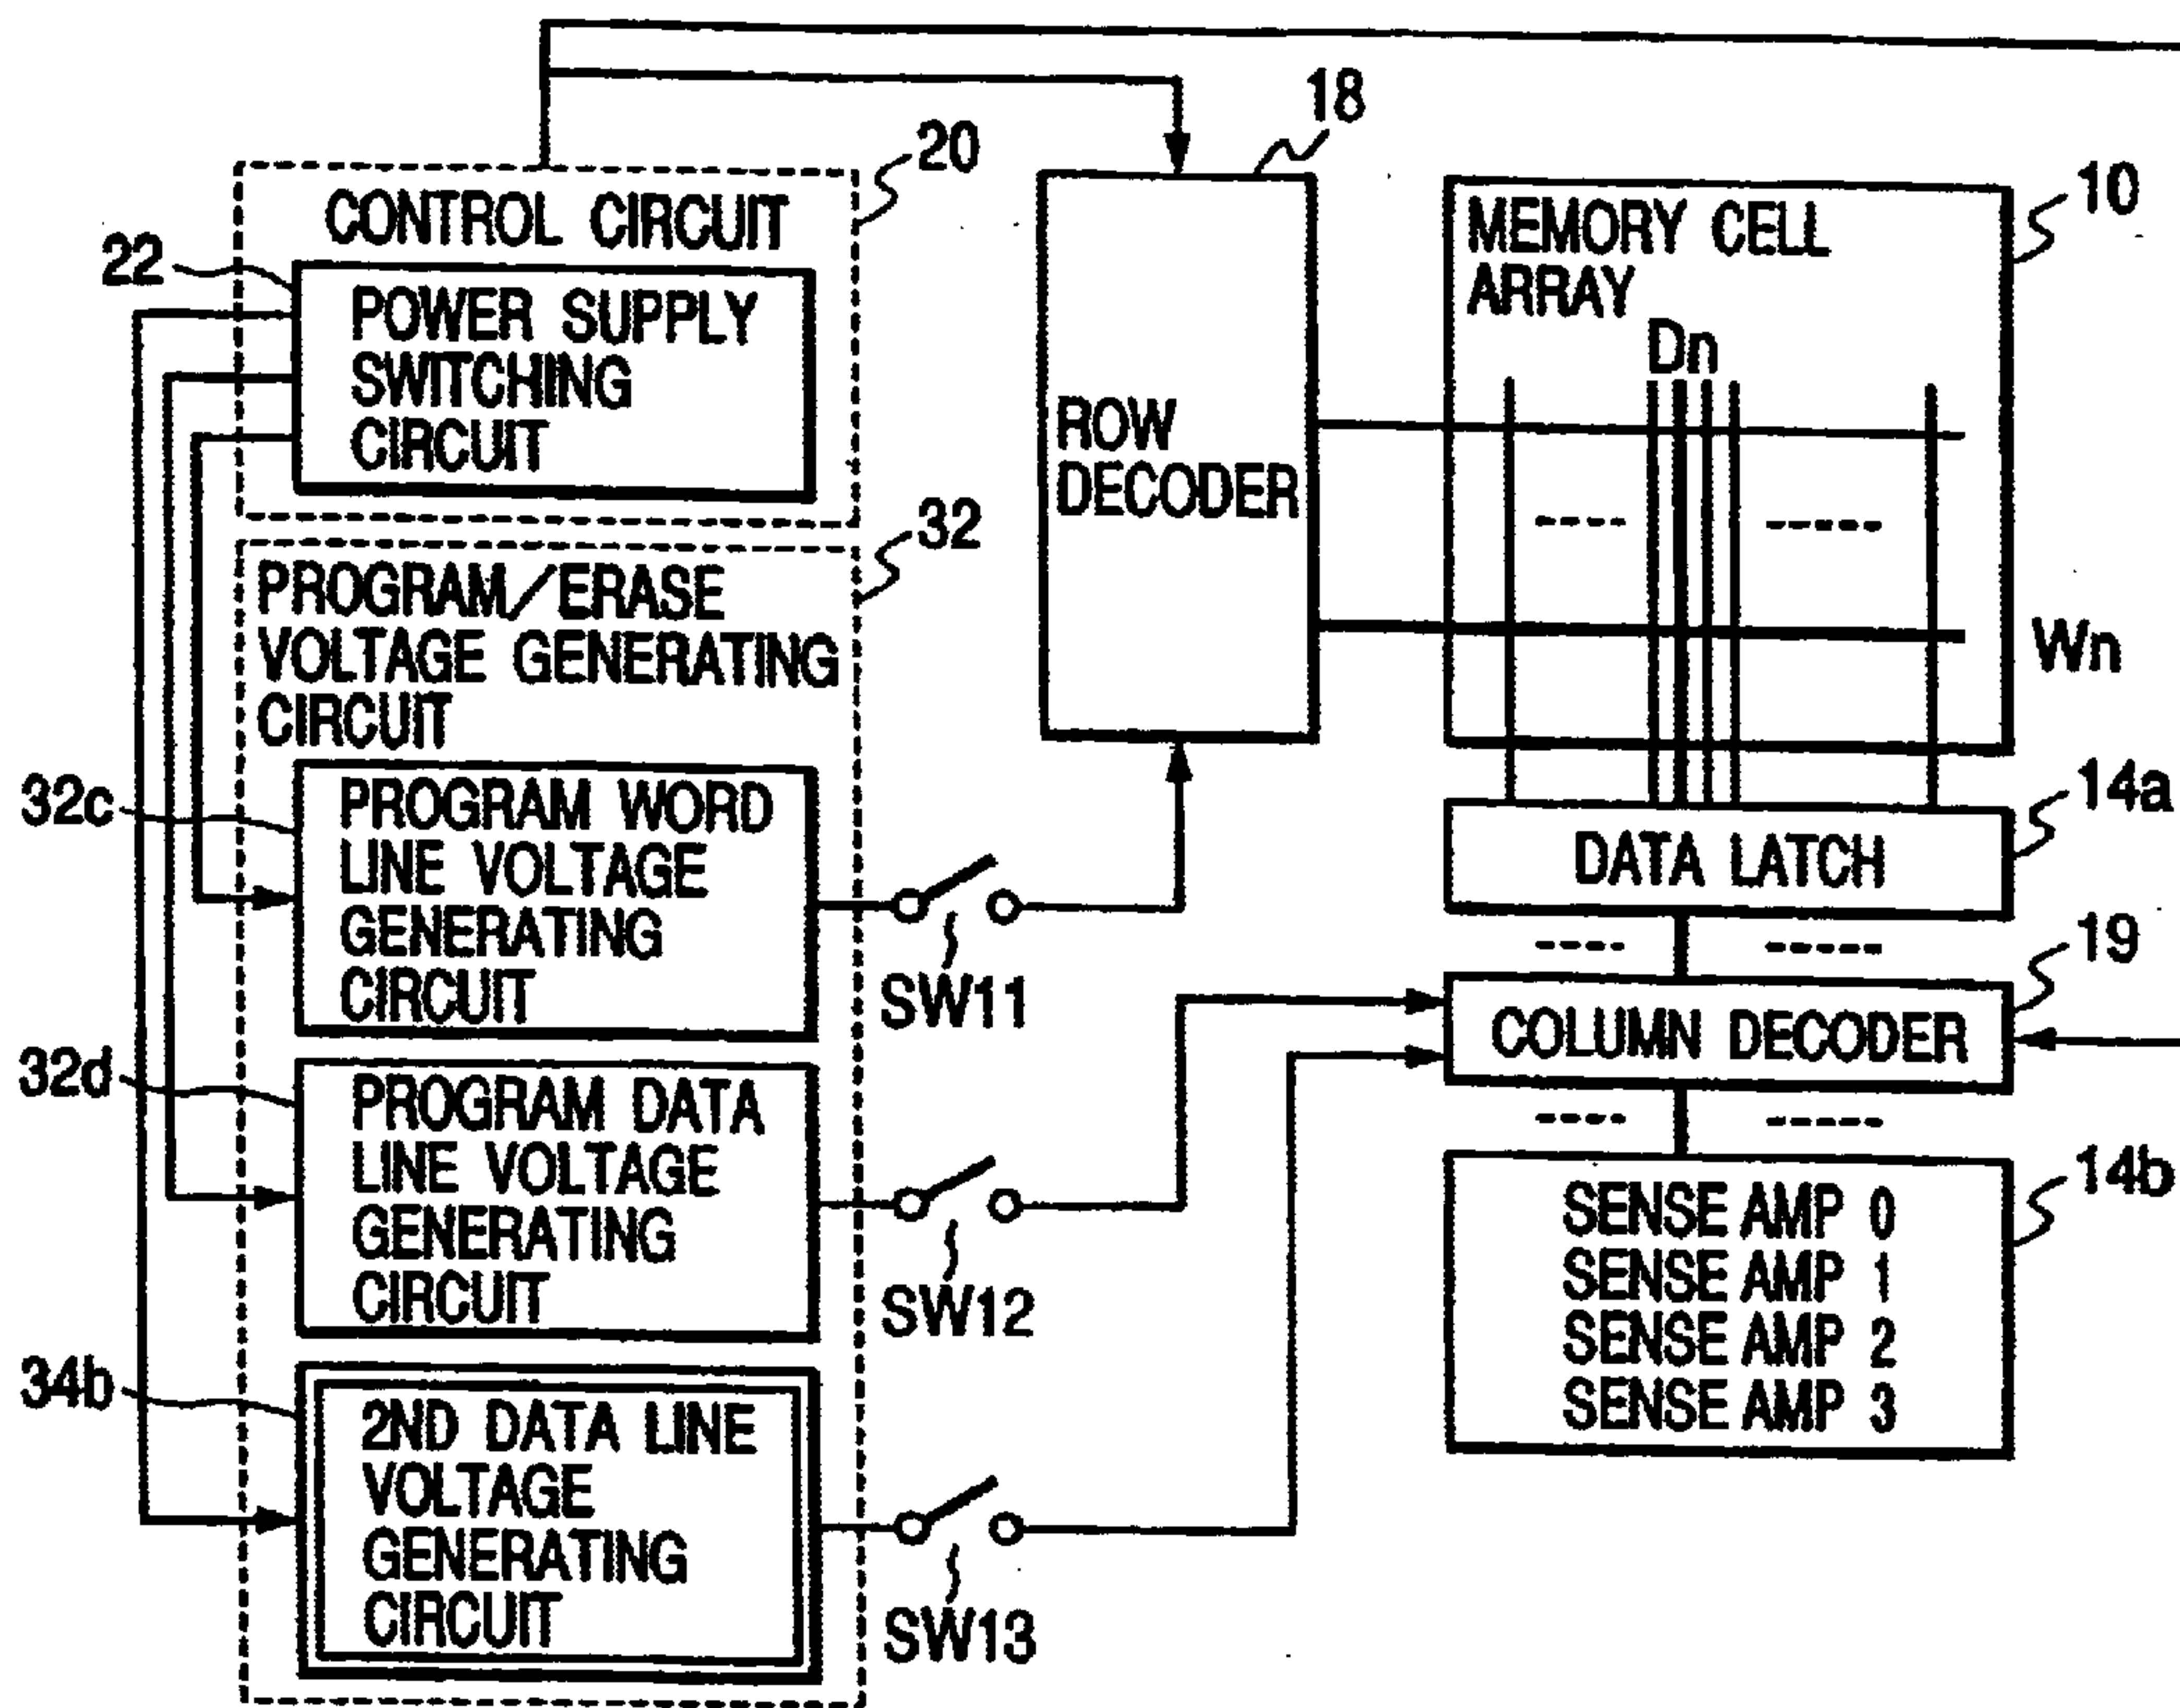 18
20
10
CONTROL CIRCUIT
22
POWER SUPPLY
SWITCHING
CIRCUIT
32
PROGRAM/ERASE
VOLTAGE GENERATING
CIRCUIT
32c
PROGRAM WORD
LINE VOLTAGE
GENERATING
CIRCUIT
SW11
32d
PROGRAM DATA
LINE VOLTAGE
GENERATING
CIRCUIT
SW12
34b
2ND DATA LINE
VOLTAGE
GENERATING
CIRCUIT
SW13
ROW
DECODER
MEMORY CELL
ARRAY
Dn
Wn
14a
DATA LATCH
19
COLUMN DECODER
14b
SENSE AMP 0
SENSE AMP 1
SENSE AMP 2
SENSE AMP 3